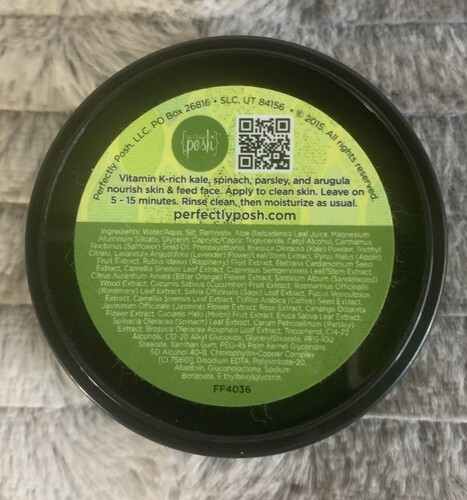 Perfectly Posh, LLC. PO Box 26816 • SLC, UT 84156 • © 2015. All rights reserved.
{posh}
Vitamin K-rich kale, spinach, parsley, and arugula
nourish skin & feed face. Apply to clean skin. Leave on
5 - 15 minutes. Rinse clean, then moisturize as usual.
perfectlyposh.com
Ingredients: Water/Aqua, Silt, Bentonite, Aloe Barbadensis Leaf Juice, Magnesium
Aluminum Silicate, Glycerin, Caprylic/Capric Triglyceride, Cetyl Alcohol, Carthamus
Tinctorius (Safflower) Seed Oil, Phenoxyethanol, Brassica Oleracea (Kale) Powder, Triethyl
Citrate, Lavandula Angustifolia (Lavender) Flower/Leaf/Stem Extract, Pyrus Malus (Apple)
Fruit Extract, Rubus Idaeus (Raspberry) Fruit Extract, Elettaria Cardamomum Seed
Extract, Camellia Sinensis Leaf Extract, Cupressus Sempervirens Leaf/Stem Extract,
Citrus Aurantium Amara (Bitter Orange) Flower Extract, Santalum Album (Sandalwood)
Wood Extract, Cucumis Sativus (Cucumber) Fruit Extract, Rosmarinus Officinalis
(Rosemary) Leaf Extract, Salvia Officinalis (Sage) Leaf Extract, Fucus Vesiculosus
Extract, Camellia Sinensis Leaf Extract, Coffea Arabica (Coffee) Seed Extract,
Jasminum Officinale (Jasmine) Flower Extract, Rose Extract, Cananga Odorata
Flower Extract, Cucumis Melo (Melon) Fruit Extract, Eruca Sativa Leaf Extract,
Spinacia Oleracea (Spinach) Leaf Extract, Carum Petroselinum (Parsley)
Extract, Brassica Oleracea Acephala Leaf Extract, Tocopherol, C14-22
Alcohols, C12-20 Alkyl Glucoside, Glyceryl Stearate, PEG-100
Stearate, Xanthan Gum, PEG-45 Palm Kernel Glycerides,
SD Alcohol 40-B, Chlorophyllin-Copper Complex
[CI 75810], Disodium EDTA, Polysorbate-20,
Allantoin, Gluconolactone, Sodium
Benzoate, Ethylhexylglycerin.
FF4036